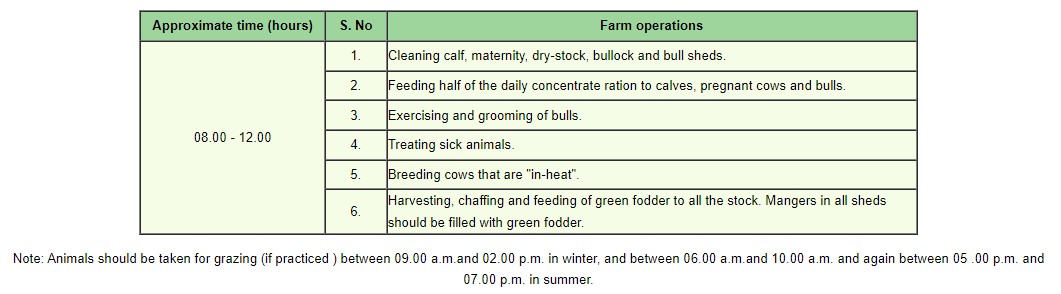 Approximate time (hours) S. No Farm operations
08.00 - 12.00
1. Cleaning calf, maternity, dry-stock, bullock and bull sheds.
2. Feeding half of the daily concentrate ration to calves, pregnant cows and bulls.
3. Exercising and grooming of bulls.
4. Treating sick animals.
5. Breeding cows that are "in-heat".
6. Harvesting, chaffing and feeding of green fodder to all the stock. Mangers in all sheds
should be filled with green fodder.
Note: Animals should be taken for grazing (if practiced ) between 09.00 a.m.and 02.00 p.m. in winter, and between 06.00 a.m.and 10.00 a.m. and again between 05 .00 p.m. and
07.00 p.m. in summer.